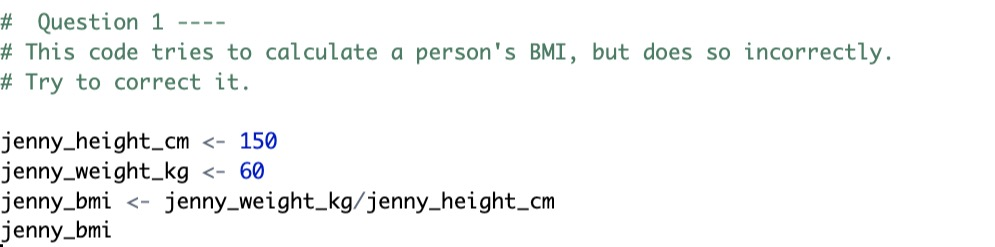 #  Question 1 ----
# This code tries to calculate a person's BMI, but does so incorrectly.
# Try to correct it.
jenny_height_cm <- 150
jenny_weight_kg <- 60
jenny_bmi <- jenny_weight_kg/jenny_height_cm
jenny_bmi